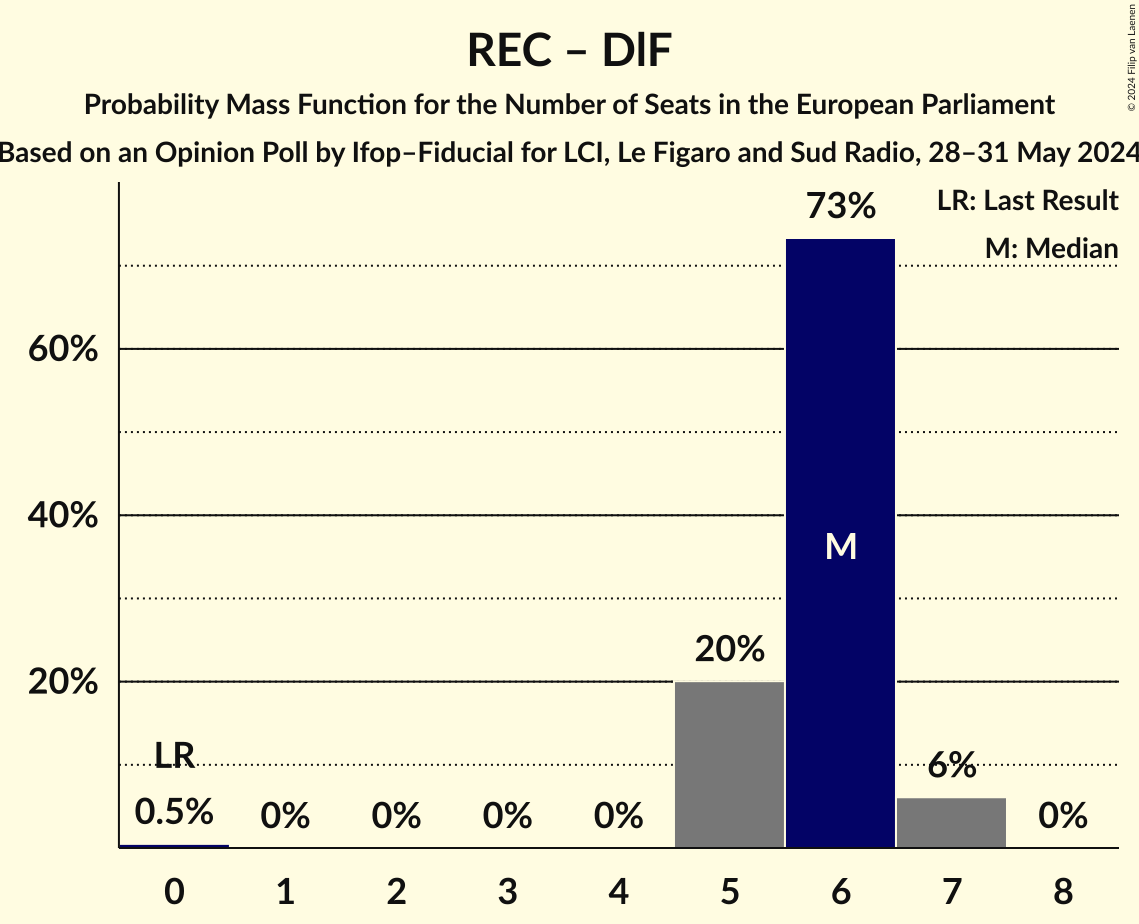 REC – DlF
Probability Mass Function for the Number of Seats in the European Parliament
Based on an Opinion Poll by Ifop–Fiducial for LCI, Le Figaro and Sud Radio, 28–31 May 2024
© 2024 Filip van Laenen
LR: Last Result
M: Median
73%
60%
40%
M
20%
20%
LR
6%
0.5%
0%
0%
0%
0%
0%
0
1
2
3
4
5
6
7
8